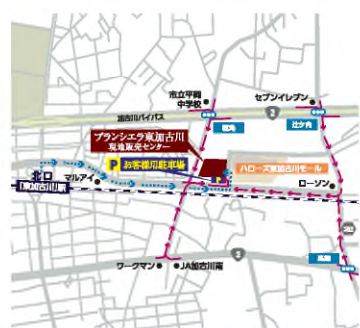 市立平岡
中学校
セブンイレブン
加古川バイパス
2
辻ケ内
ブランシエラ東加古川
現地販売センター
P お客様用駐車場
P
ハローズ東加古川モール
北口
東加古川駅
マルアイ
ローソン
2
ワークマン
JA加古川南